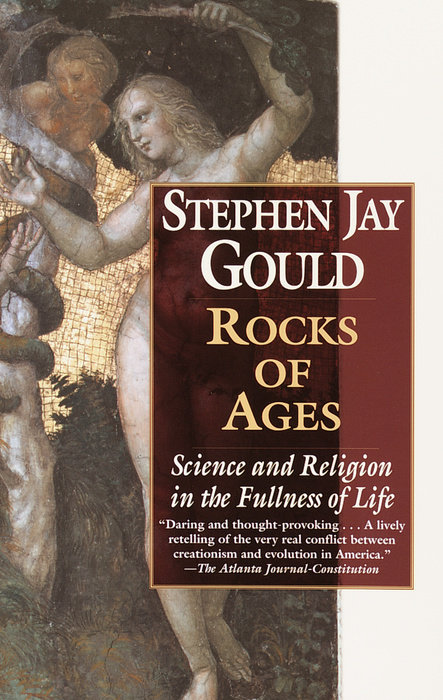 STEPHEN JAY
GOULD
ROCKS
OF
AGES
Science and Religion
in the Fullness of Life
“Daring and thought-provoking . . . A lively
retelling of the very real conflict between
creationism and evolution in America.”
—The Atlanta Journal-Constitution